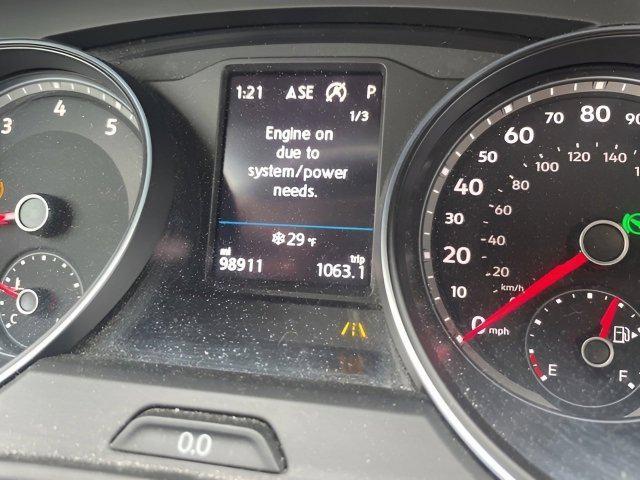 1:21 ASE P
1/3
Engine on
due to
system/power
needs.
29 °F
mi
98911
trip
1063.1
3 4 5
C
0.0
0 10 20 30 40 50 60 70 80 90
mph
20 40 60 80 100 120 140
km/h
E F